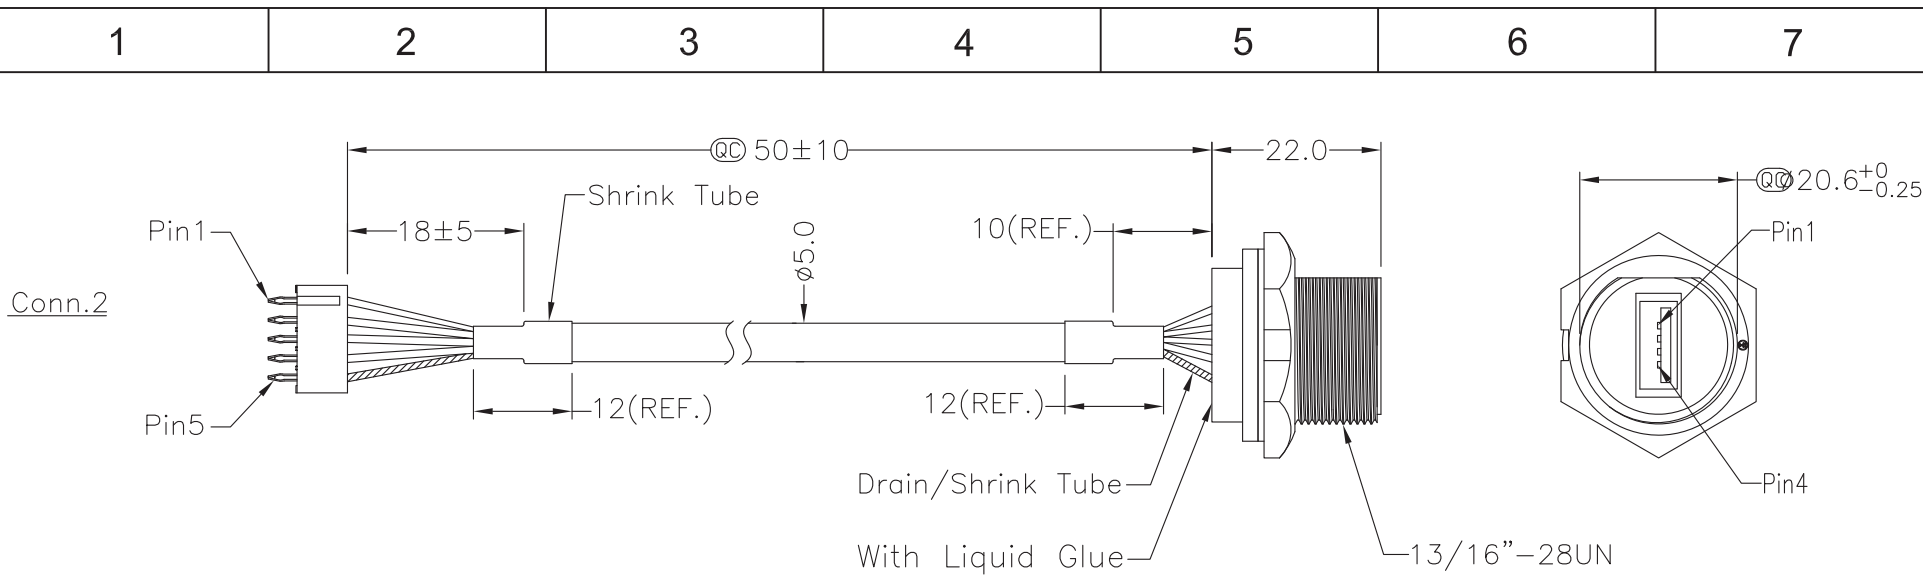 1 2 3 4 5 6 7
QC 50±10
22.0
QC ø20.6 +0 -0.25
Shrink Tube
Pin1
18±5
ø5.0
10(REF.)
Pin1
Conn.2
12(REF.)
12(REF.)
Pin5
Drain/Shrink Tube
Pin4
With Liquid Glue
13/16"-28UN